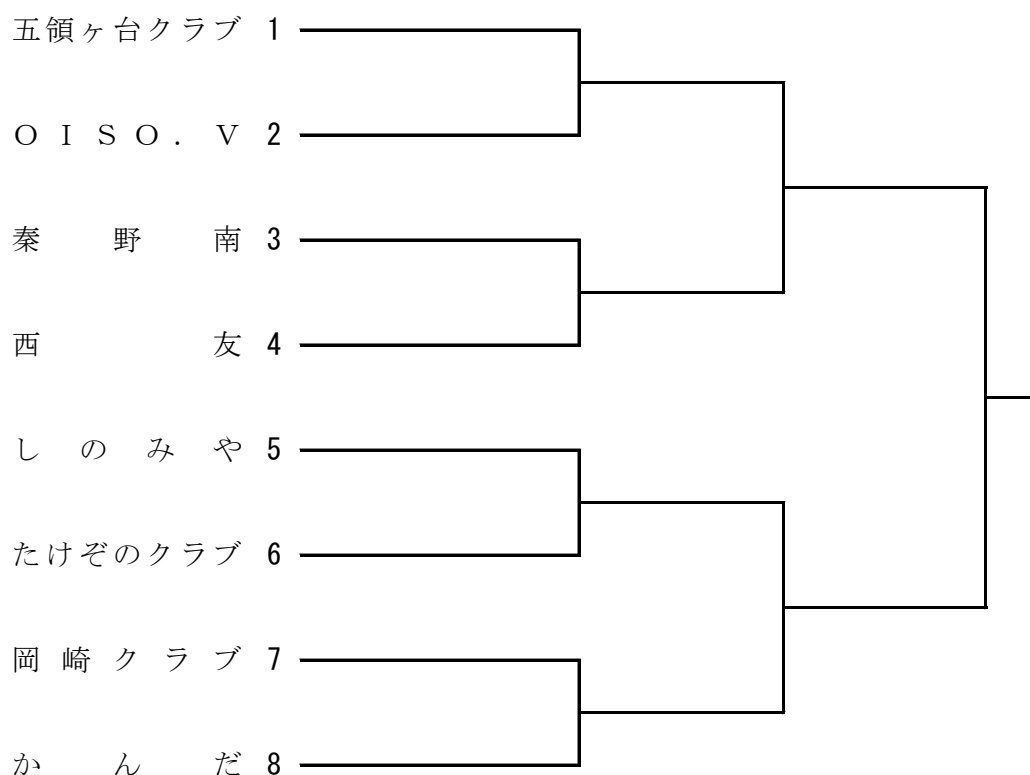 五領ヶ台クラブ 1
ＯＩＳＯ．Ｖ 2
秦野南 3
西友 4
しのみや 5
たけぞのクラブ 6
岡崎クラブ 7
かんだ 8